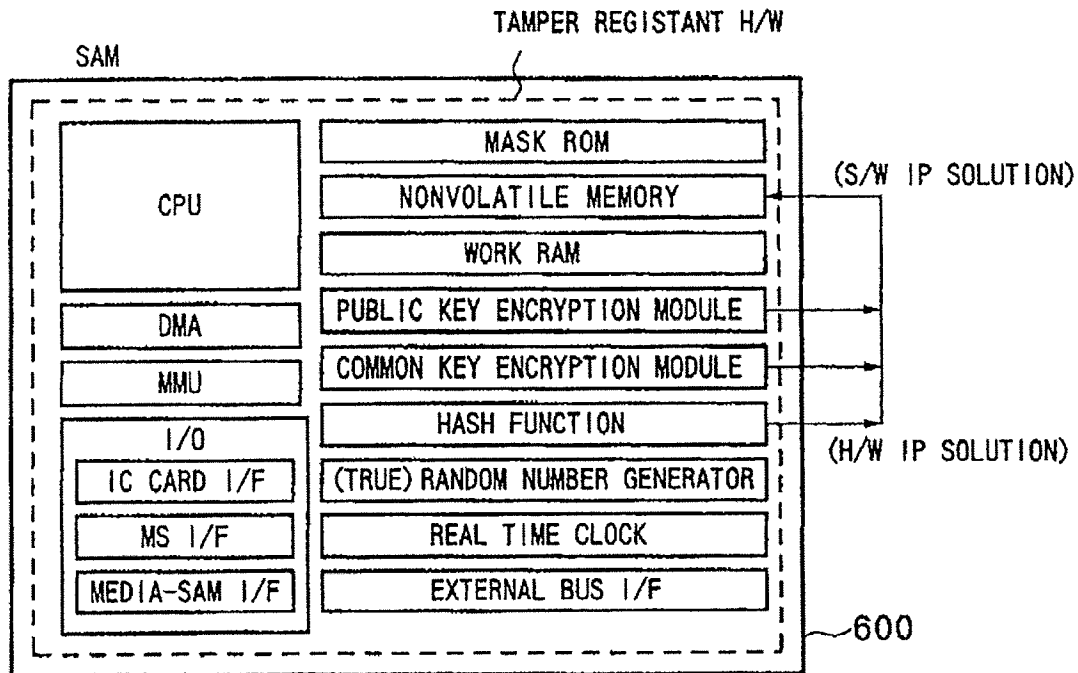 TAMPER REGISTANT H/W
SAM
CPU
DMA
MMU
I/O
IC CARD I/F
MS I/F
MEDIA-SAM I/F
MASK ROM
NONVOLATILE MEMORY
WORK RAM
PUBLIC KEY ENCRYPTION MODULE
COMMON KEY ENCRYPTION MODULE
HASH FUNCTION
(TRUE) RANDOM NUMBER GENERATOR
REAL TIME CLOCK
EXTERNAL BUS I/F
(S/W IP SOLUTION)
(H/W IP SOLUTION)
600